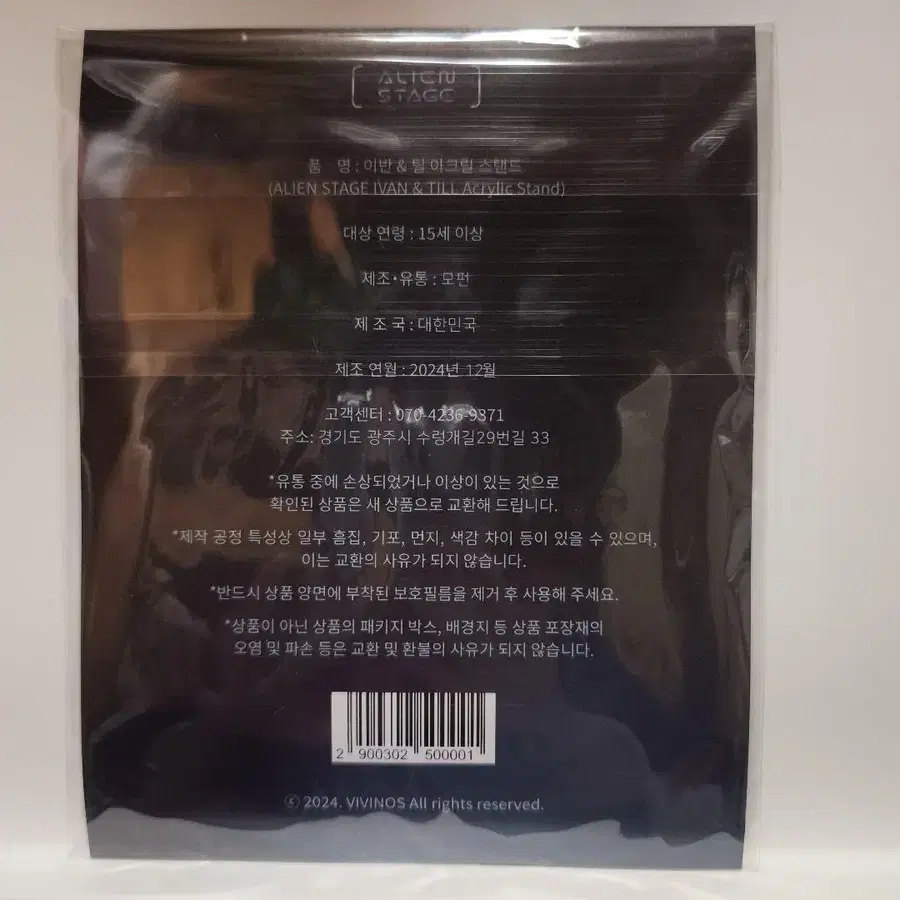 ALIEN
STAGE
품 명 : 이반 & 틸 아크릴 스탠드
(ALIEN STAGE IVAN & TILL Acrylic Stand)
대상 연령 : 15세 이상
제조•유통 : 모펀
제 조 국 : 대한민국
제조 연월 : 2024년 12월
고객센터 : 070-4236-9371
주소: 경기도 광주시 수렁개길29번길 33
*유통 중에 손상되었거나 이상이 있는 것으로
확인된 상품은 새 상품으로 교환해 드립니다.
*제작 공정 특성상 일부 흠집, 기포, 먼지, 색감 차이 등이 있을 수 있으며,
이는 교환의 사유가 되지 않습니다.
*반드시 상품 양면에 부착된 보호필름을 제거 후 사용해 주세요.
*상품이 아닌 상품의 패키지 박스, 배경지 등 상품 포장재의
오염 및 파손 등은 교환 및 환불의 사유가 되지 않습니다.
2 900302 500001
ⓒ 2024. VIVINOS All rights reserved.